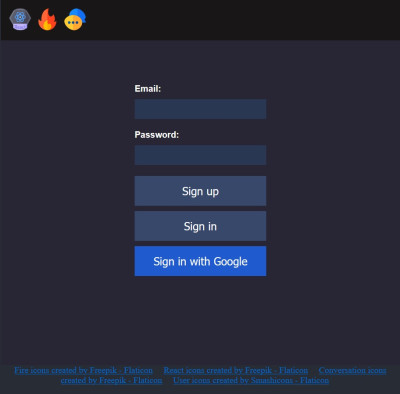 Email:
Password:
Sign up
Sign in
Sign in with Google
Fire icons created by Freepik - Flaticon React icons created by Freepik - Flaticon Conversation icons
created by Freepik - Flaticon User icons created by Smashicons - Flaticon